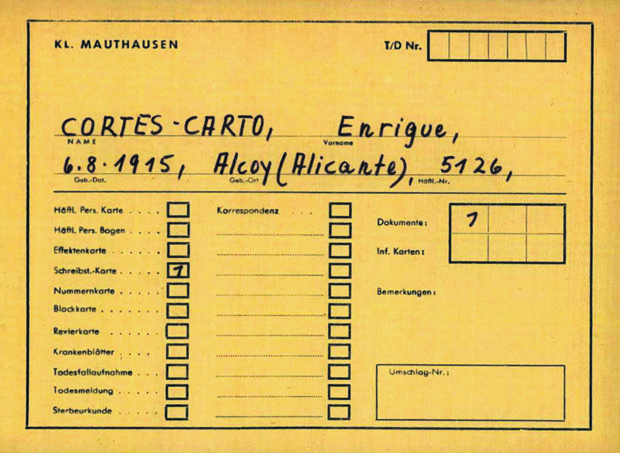 KL. MAUTHAUSEN T/D Nr.
CORTES-CARTO, Enrique,
NAME Vorname
6.8.1915, Alcoy (Alicante), 5126,
Geb.-Dat. Geb.-Ort Häftl.-Nr.
Häftl. Pers. Karte . . . . Korrespondenz . . .
Häftl. Pers. Bogen . . . .
Effektenkarte . . . . .
Schreibst.-Karte . . . . . 1
Nummernkarte . . . .
Blockkarte . . . . .
Revierkarte . . . . .
Krankenblätter . . . .
Todesfallaufnahme . . .
Todesmeldung . . . .
Sterbeurkunde . . . .
Dokumente: 1
Inf. Karten:
Bemerkungen:
Umschlag-Nr.: